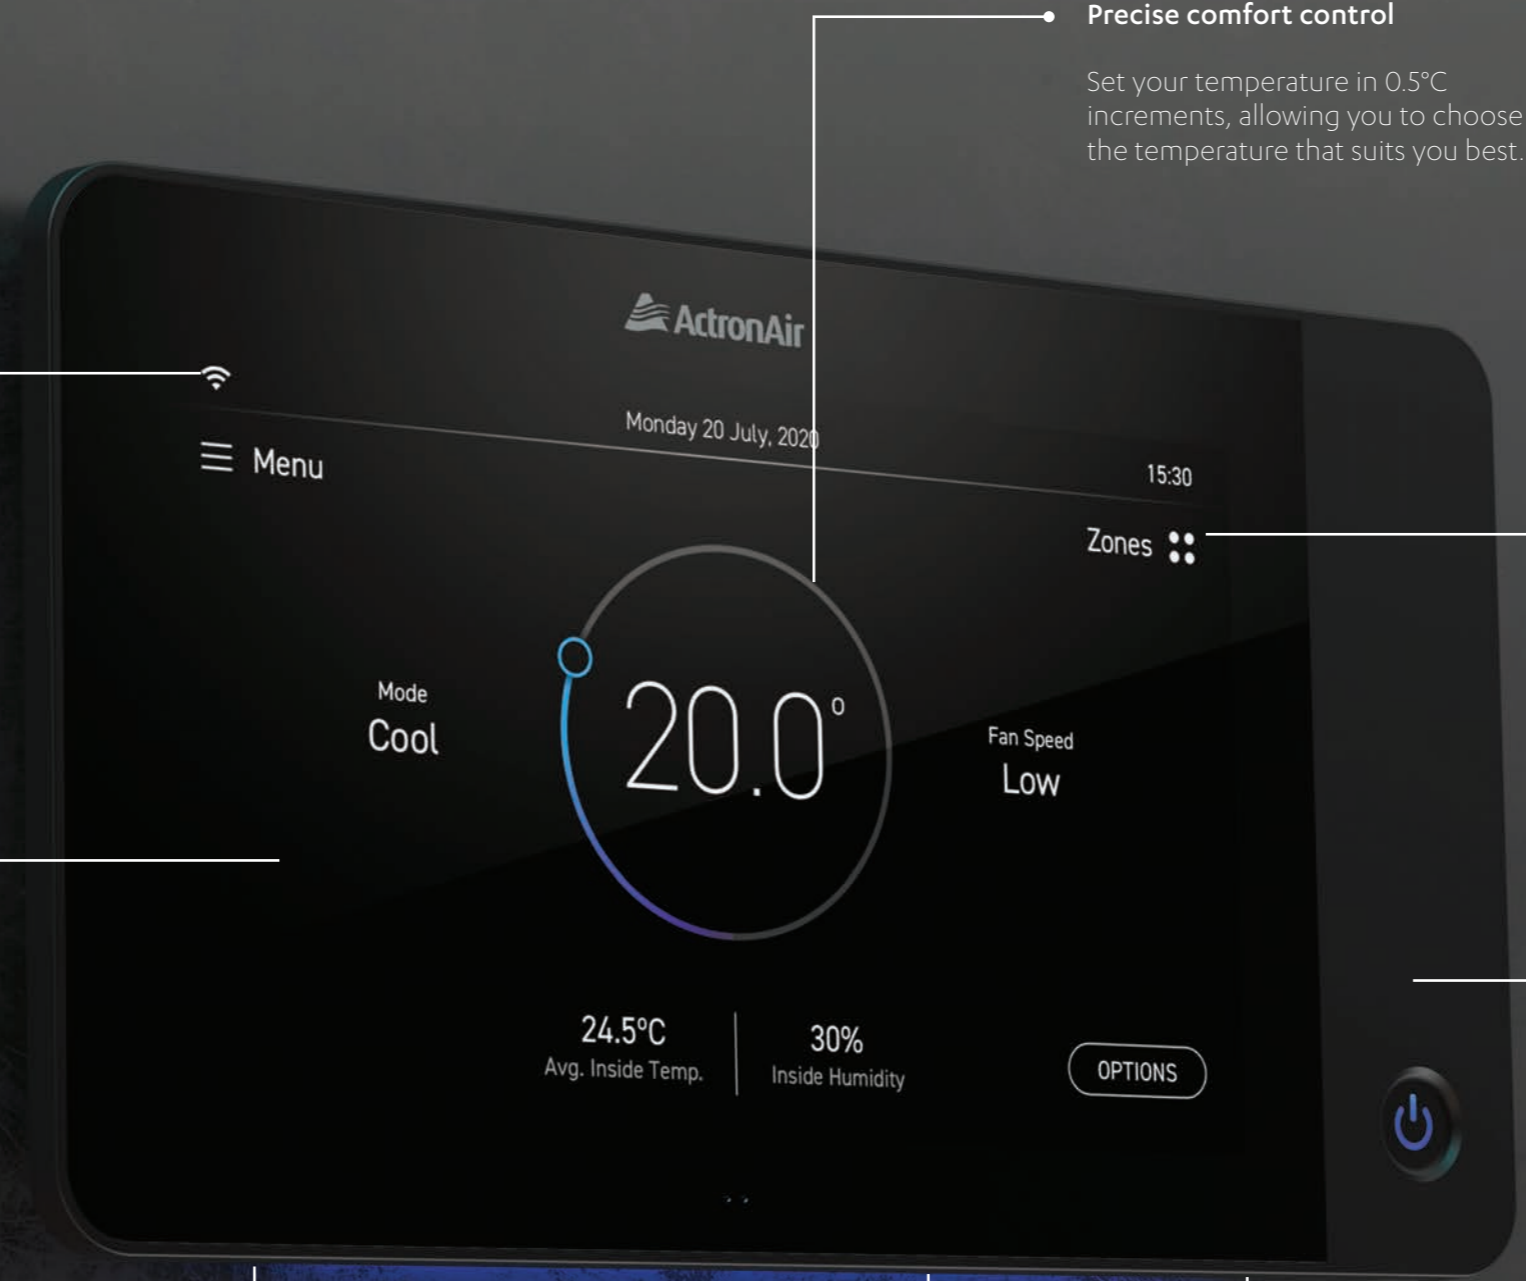 Precise comfort control
Set your temperature in 0.5°C
increments, allowing you to choose
the temperature that suits you best.
ActronAir
Monday 20 July, 2020
15:30
Menu
Zones
Mode
Cool
20.0°
Fan Speed
Low
24.5°C
Avg. Inside Temp.
30%
Inside Humidity
OPTIONS